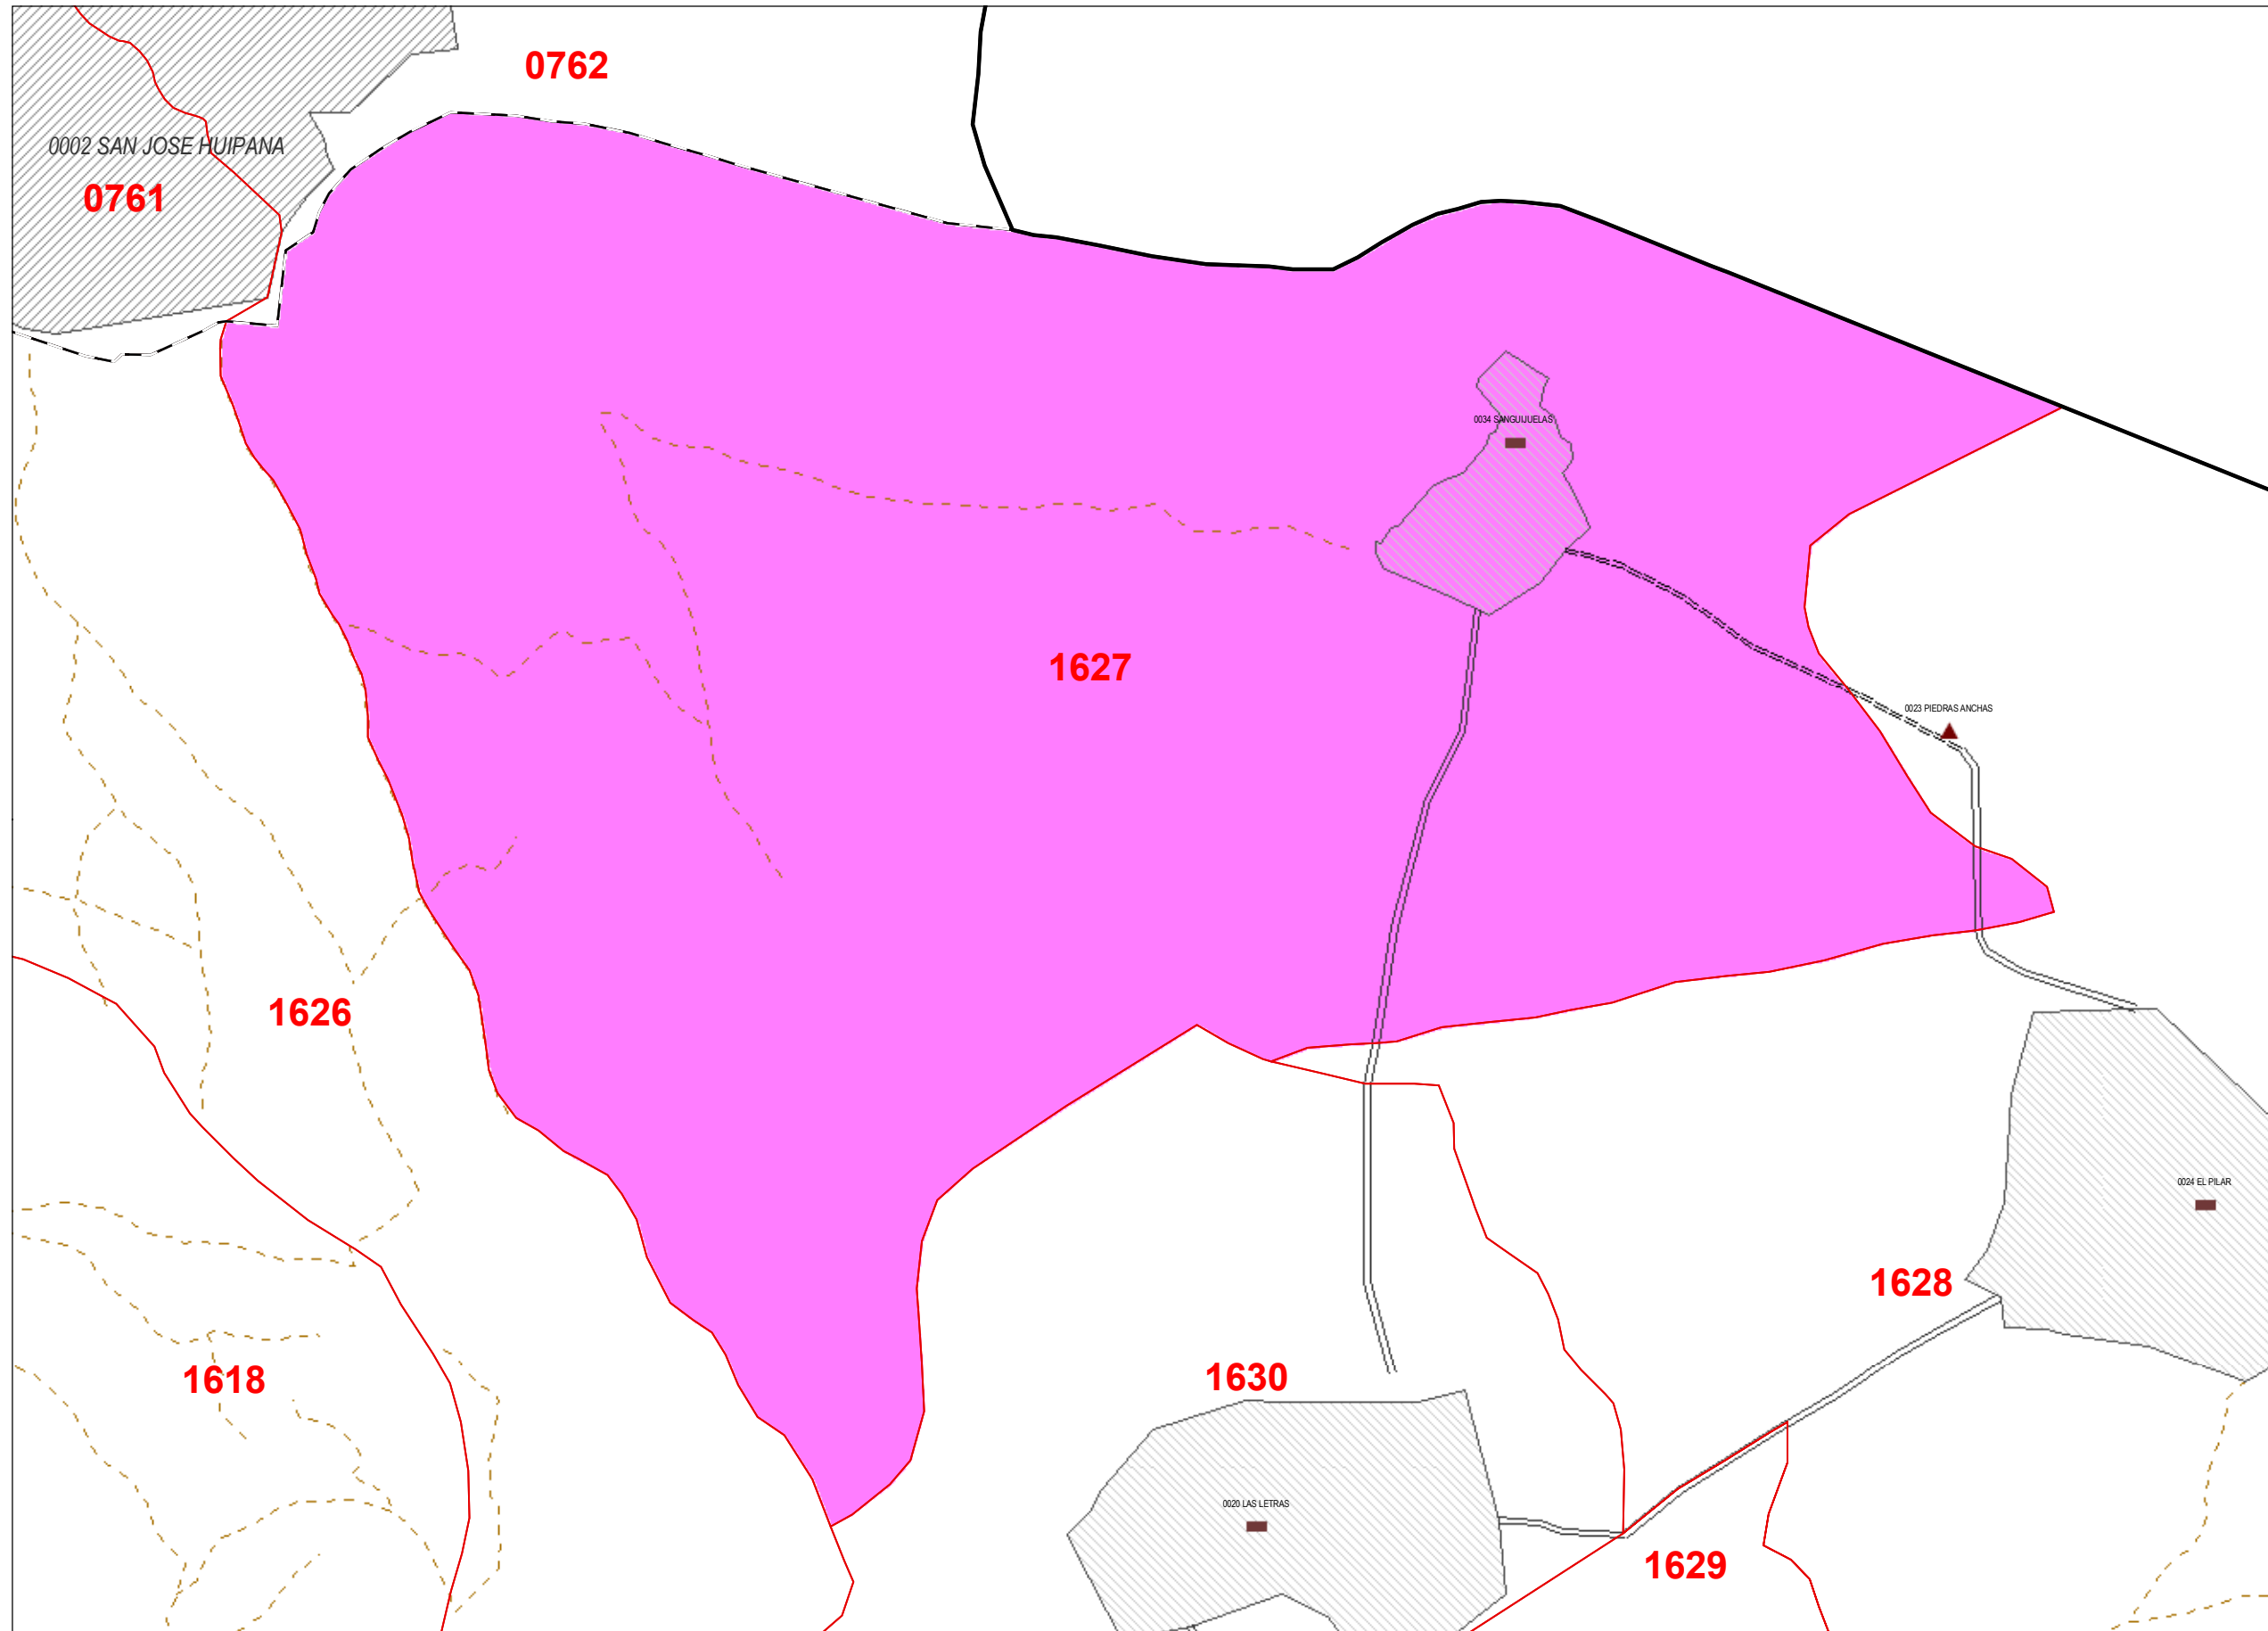 0762
0002 SAN JOSE HUIPANA
0761
0034 SANGUIJUELAS
1627
0023 PIEDRAS ANCHAS
1626
0024 EL PILAR
1628
1630
1618
0020 LAS LETRAS
1629